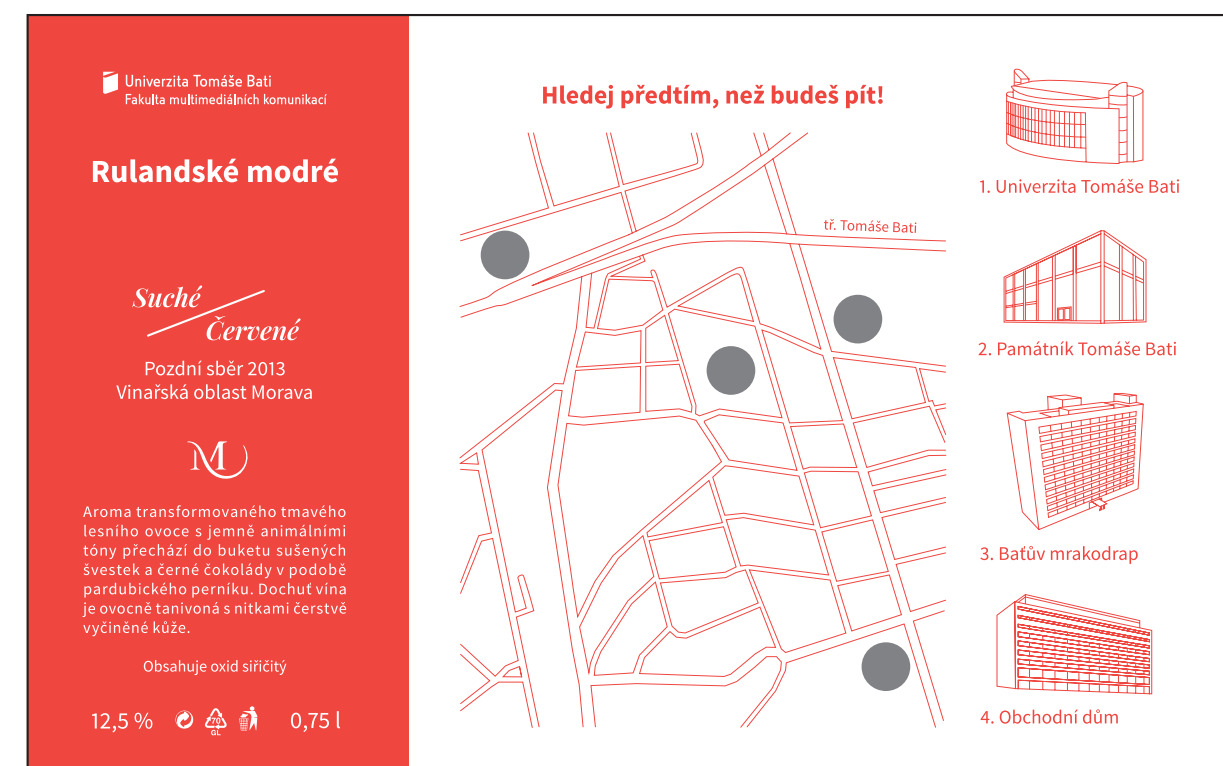 Univerzita Tomáše Bati
Fakulta multimediálních komunikací
Rulandské modré
Suché
Červené
Pozdní sběr 2013
Vinařská oblast Morava
M
Aroma transformovaného tmavého
lesního ovoce s jemně animálními
tóny přechází do buketu sušených
švestek a černé čokolády v podobě
pardubického perníku. Dochuť vína
je ovocně tanivoná s nitkami čerstvě
vyčiněné kůže.
Obsahuje oxid siřičitý
12,5 %
70
GL
0,75 l
Hledej předtím, než budeš pít!
tř. Tomáše Bati
1. Univerzita Tomáše Bati
2. Památník Tomáše Bati
3. Baťův mrakodrap
4. Obchodní dům